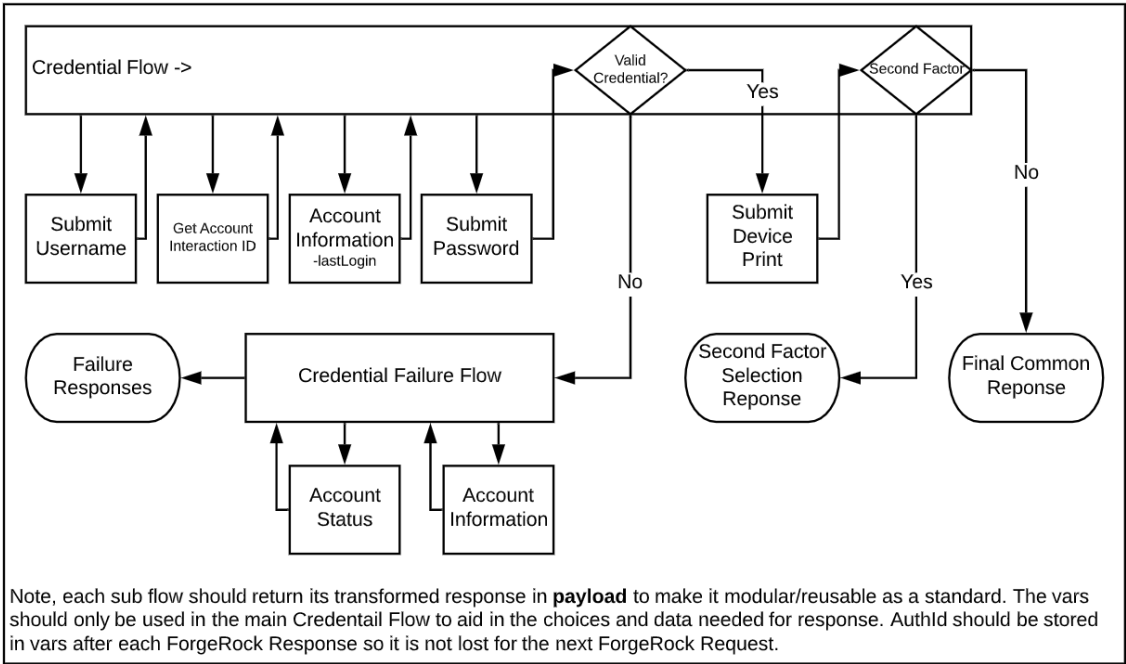 Credential Flow ->
Valid
Credential?
Second Factor
Yes
No
Submit
Username
Get Account
Interaction ID
Account
Information
-lastLogin
Submit
Password
Submit
Device
Print
No
Yes
Failure
Responses
Credential Failure Flow
Second Factor
Selection
Reponse
Final Common
Reponse
Account
Status
Account
Information
Note, each sub flow should return its transformed response in payload to make it modular/reusable as a standard. The vars
should only be used in the main Credentail Flow to aid in the choices and data needed for response. AuthId should be stored
in vars after each ForgeRock Response so it is not lost for the next ForgeRock Request.